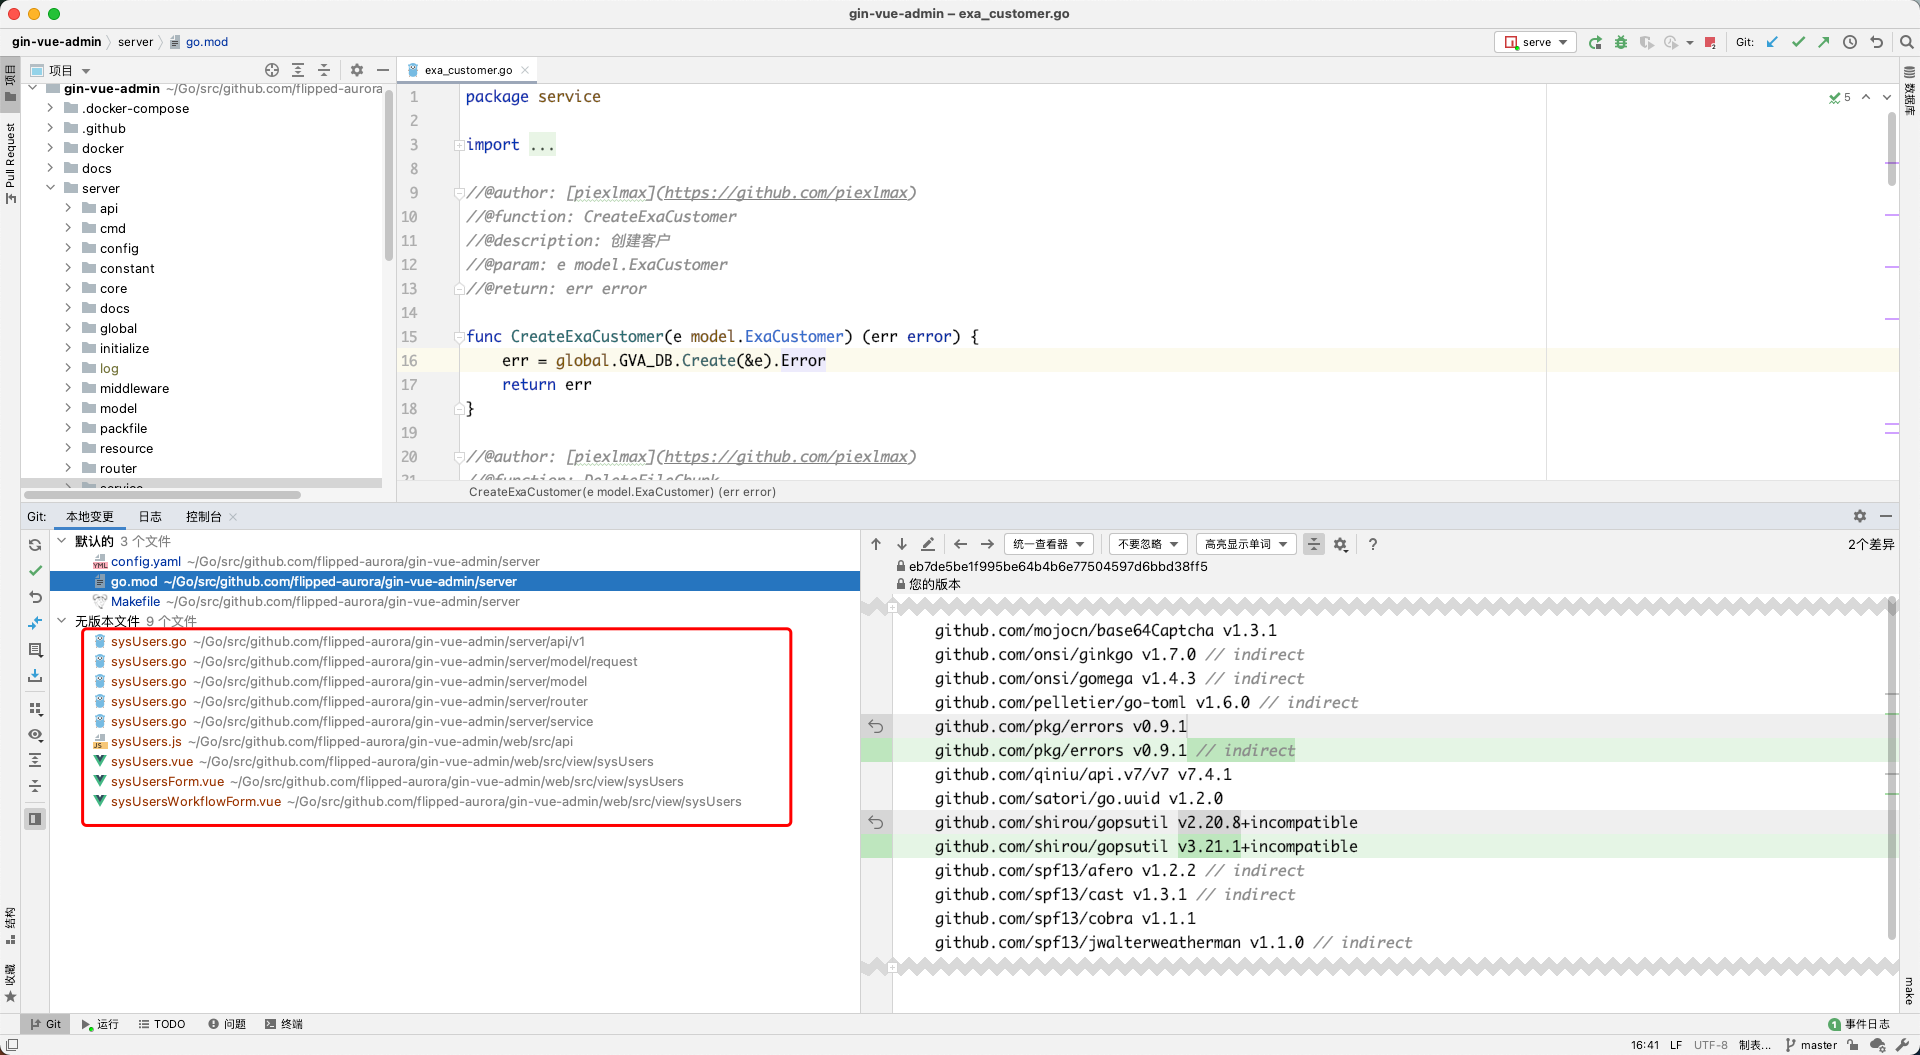 gin-vue-admin – exa_customer.go
gin-vue-admin server go.mod
serve
Git:
项目
Pull Request
项目
gin-vue-admin ~/Go/src/github.com/flipped-aurora
.docker-compose
.github
docker
docs
server
api
cmd
config
constant
core
docs
global
initialize
log
middleware
model
packfile
resource
router
service
exa_customer.go
5
数据库
1 package service
2
3 import ...
8
9 //@author: [piexlmax](https://github.com/piexlmax)
10 //@function: CreateExaCustomer
11 //@description: 创建客户
12 //@param: e model.ExaCustomer
13 //@return: err error
14
15 func CreateExaCustomer(e model.ExaCustomer) (err error) {
16 err = global.GVA_DB.Create(&e).Error
17 return err
18 }
19
20 //@author: [piexlmax](https://github.com/piexlmax)
21 //@function: DeleteFileChunk
CreateExaCustomer(e model.ExaCustomer) (err error)
Git: 本地变更 日志 控制台
默认的 3 个文件
config.yaml ~/Go/src/github.com/flipped-aurora/gin-vue-admin/server
go.mod ~/Go/src/github.com/flipped-aurora/gin-vue-admin/server
Makefile ~/Go/src/github.com/flipped-aurora/gin-vue-admin/server
无版本文件 9 个文件
sysUsers.go ~/Go/src/github.com/flipped-aurora/gin-vue-admin/server/api/v1
sysUsers.go ~/Go/src/github.com/flipped-aurora/gin-vue-admin/server/model/request
sysUsers.go ~/Go/src/github.com/flipped-aurora/gin-vue-admin/server/model
sysUsers.go ~/Go/src/github.com/flipped-aurora/gin-vue-admin/server/router
sysUsers.go ~/Go/src/github.com/flipped-aurora/gin-vue-admin/server/service
sysUsers.js ~/Go/src/github.com/flipped-aurora/gin-vue-admin/web/src/api
sysUsers.vue ~/Go/src/github.com/flipped-aurora/gin-vue-admin/web/src/view/sysUsers
sysUsersForm.vue ~/Go/src/github.com/flipped-aurora/gin-vue-admin/web/src/view/sysUsers
sysUsersWorkflowForm.vue ~/Go/src/github.com/flipped-aurora/gin-vue-admin/web/src/view/sysUsers
统一查看器 不要忽略 高亮显示单词 ? 2个差异
eb7de5be1f995be64b4b6e77504597d6bbd38ff5
您的版本
github.com/mojocn/base64Captcha v1.3.1
github.com/onsi/ginkgo v1.7.0 // indirect
github.com/onsi/gomega v1.4.3 // indirect
github.com/pelletier/go-toml v1.6.0 // indirect
github.com/pkg/errors v0.9.1
github.com/pkg/errors v0.9.1 // indirect
github.com/qiniu/api.v7/v7 v7.4.1
github.com/satori/go.uuid v1.2.0
github.com/shirou/gopsutil v2.20.8+incompatible
github.com/shirou/gopsutil v3.21.1+incompatible
github.com/spf13/afero v1.2.2 // indirect
github.com/spf13/cast v1.3.1 // indirect
github.com/spf13/cobra v1.1.1
github.com/spf13/jwalterweatherman v1.1.0 // indirect
结构
收藏
make
Git 运行 TODO 问题 终端
1 事件日志
16:41 LF UTF-8 制表... master